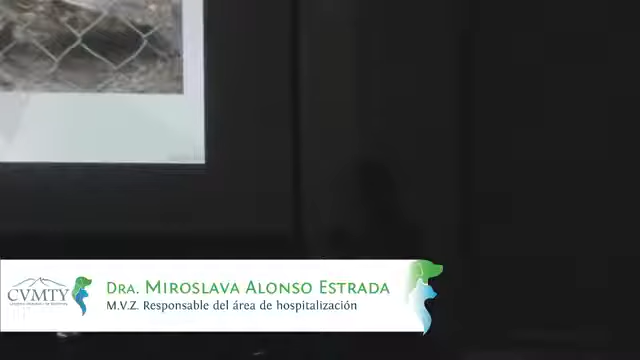 CVMTY
DRA. MIROSLAVA ALONSO ESTRADA
M.V.Z. Responsable del área de hospitalización